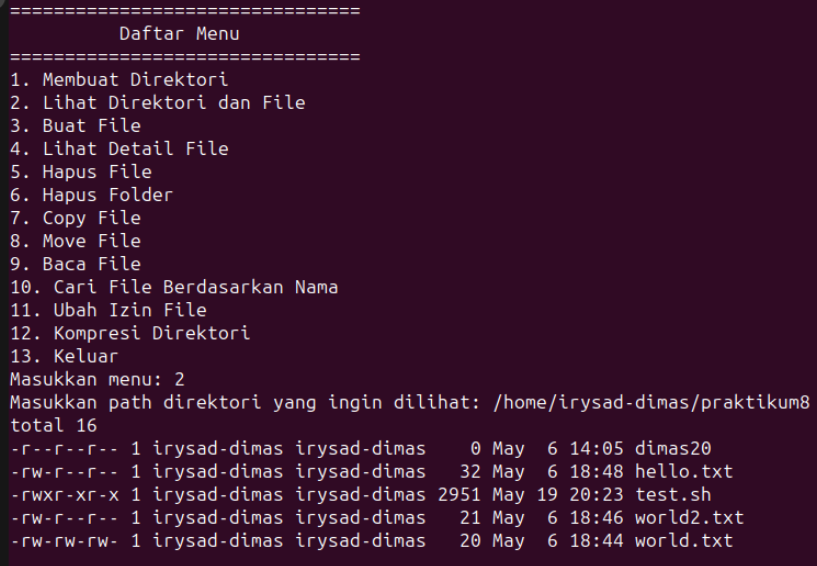 ================================
Daftar Menu
================================
1. Membuat Direktori
2. Lihat Direktori dan File
3. Buat File
4. Lihat Detail File
5. Hapus File
6. Hapus Folder
7. Copy File
8. Move File
9. Baca File
10. Cari File Berdasarkan Nama
11. Ubah Izin File
12. Kompresi Direktori
13. Keluar
Masukkan menu: 2
Masukkan path direktori yang ingin dilihat: /home/irysad-dimas/praktikum8
total 16
-r--r--r-- 1 irysad-dimas irysad-dimas    0 May  6 14:05 dimas20
-rw-r--r-- 1 irysad-dimas irysad-dimas   32 May  6 18:48 hello.txt
-rwxr-xr-x 1 irysad-dimas irysad-dimas 2951 May 19 20:23 test.sh
-rw-r--r-- 1 irysad-dimas irysad-dimas   21 May  6 18:46 world2.txt
-rw-rw-rw- 1 irysad-dimas irysad-dimas   20 May  6 18:44 world.txt